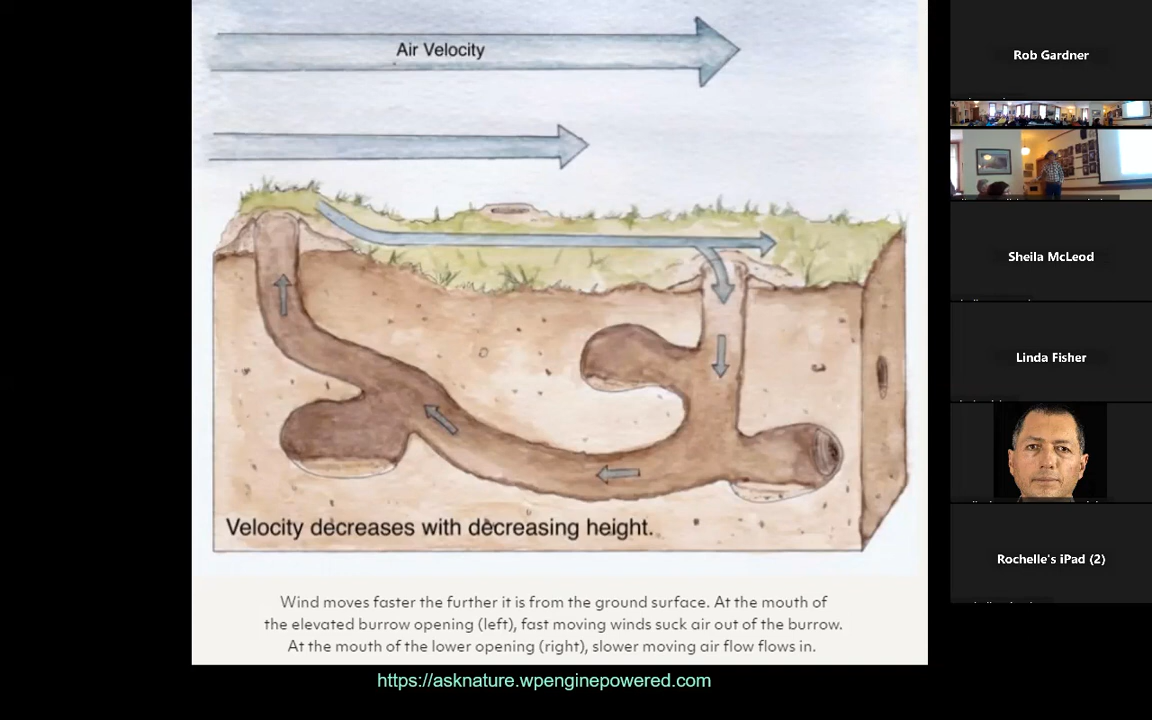 Air Velocity
Velocity decreases with decreasing height.
Wind moves faster the further it is from the ground surface. At the mouth of
the elevated burrow opening (left), fast moving winds suck air out of the burrow.
At the mouth of the lower opening (right), slower moving air flow flows in.
https://asknature.wpenginepowered.com
Rob Gardner
Sheila McLeod
Linda Fisher
Rochelle's iPad (2)